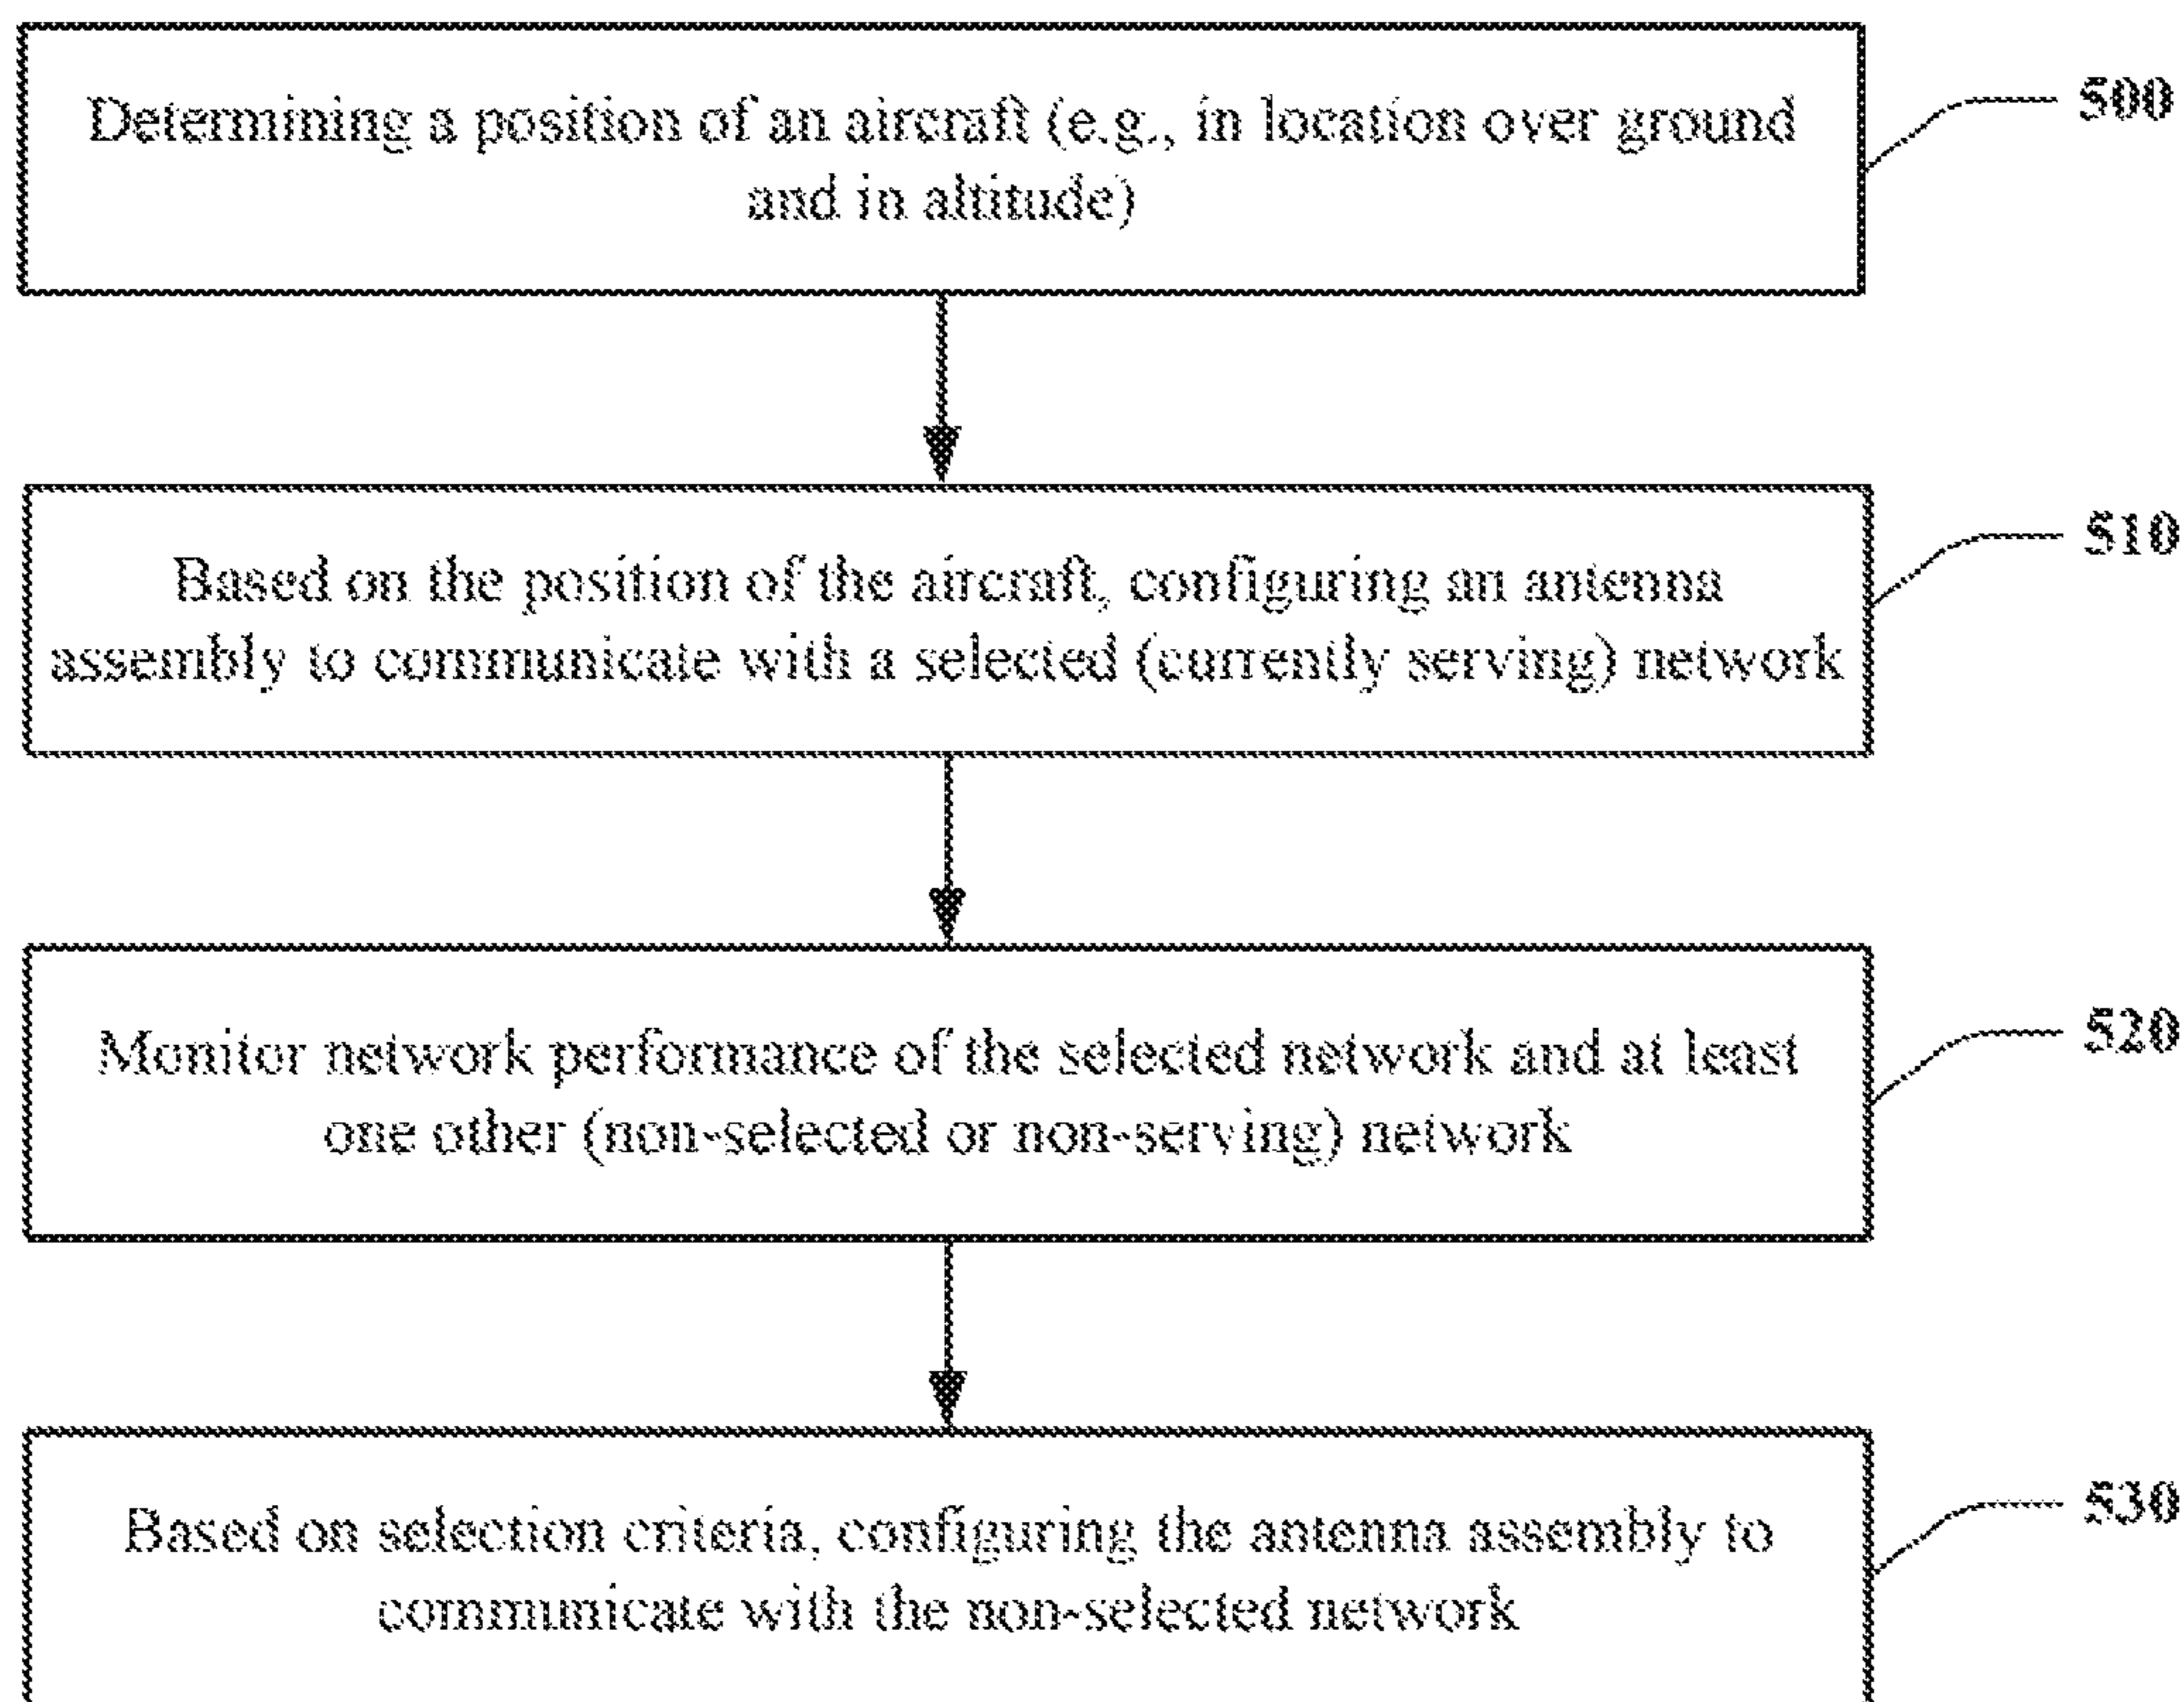 Determining a position of an aircraft (e.g., in location over ground
and in altitude)
500
Based on the position of the aircraft, configuring an antenna
assembly to communicate with a selected (currently serving) network
510
Monitor network performance of the selected network and at least
one other (non-selected or non-serving) network
520
Based on selection criteria, configuring the antenna assembly to
communicate with the non-selected network
530